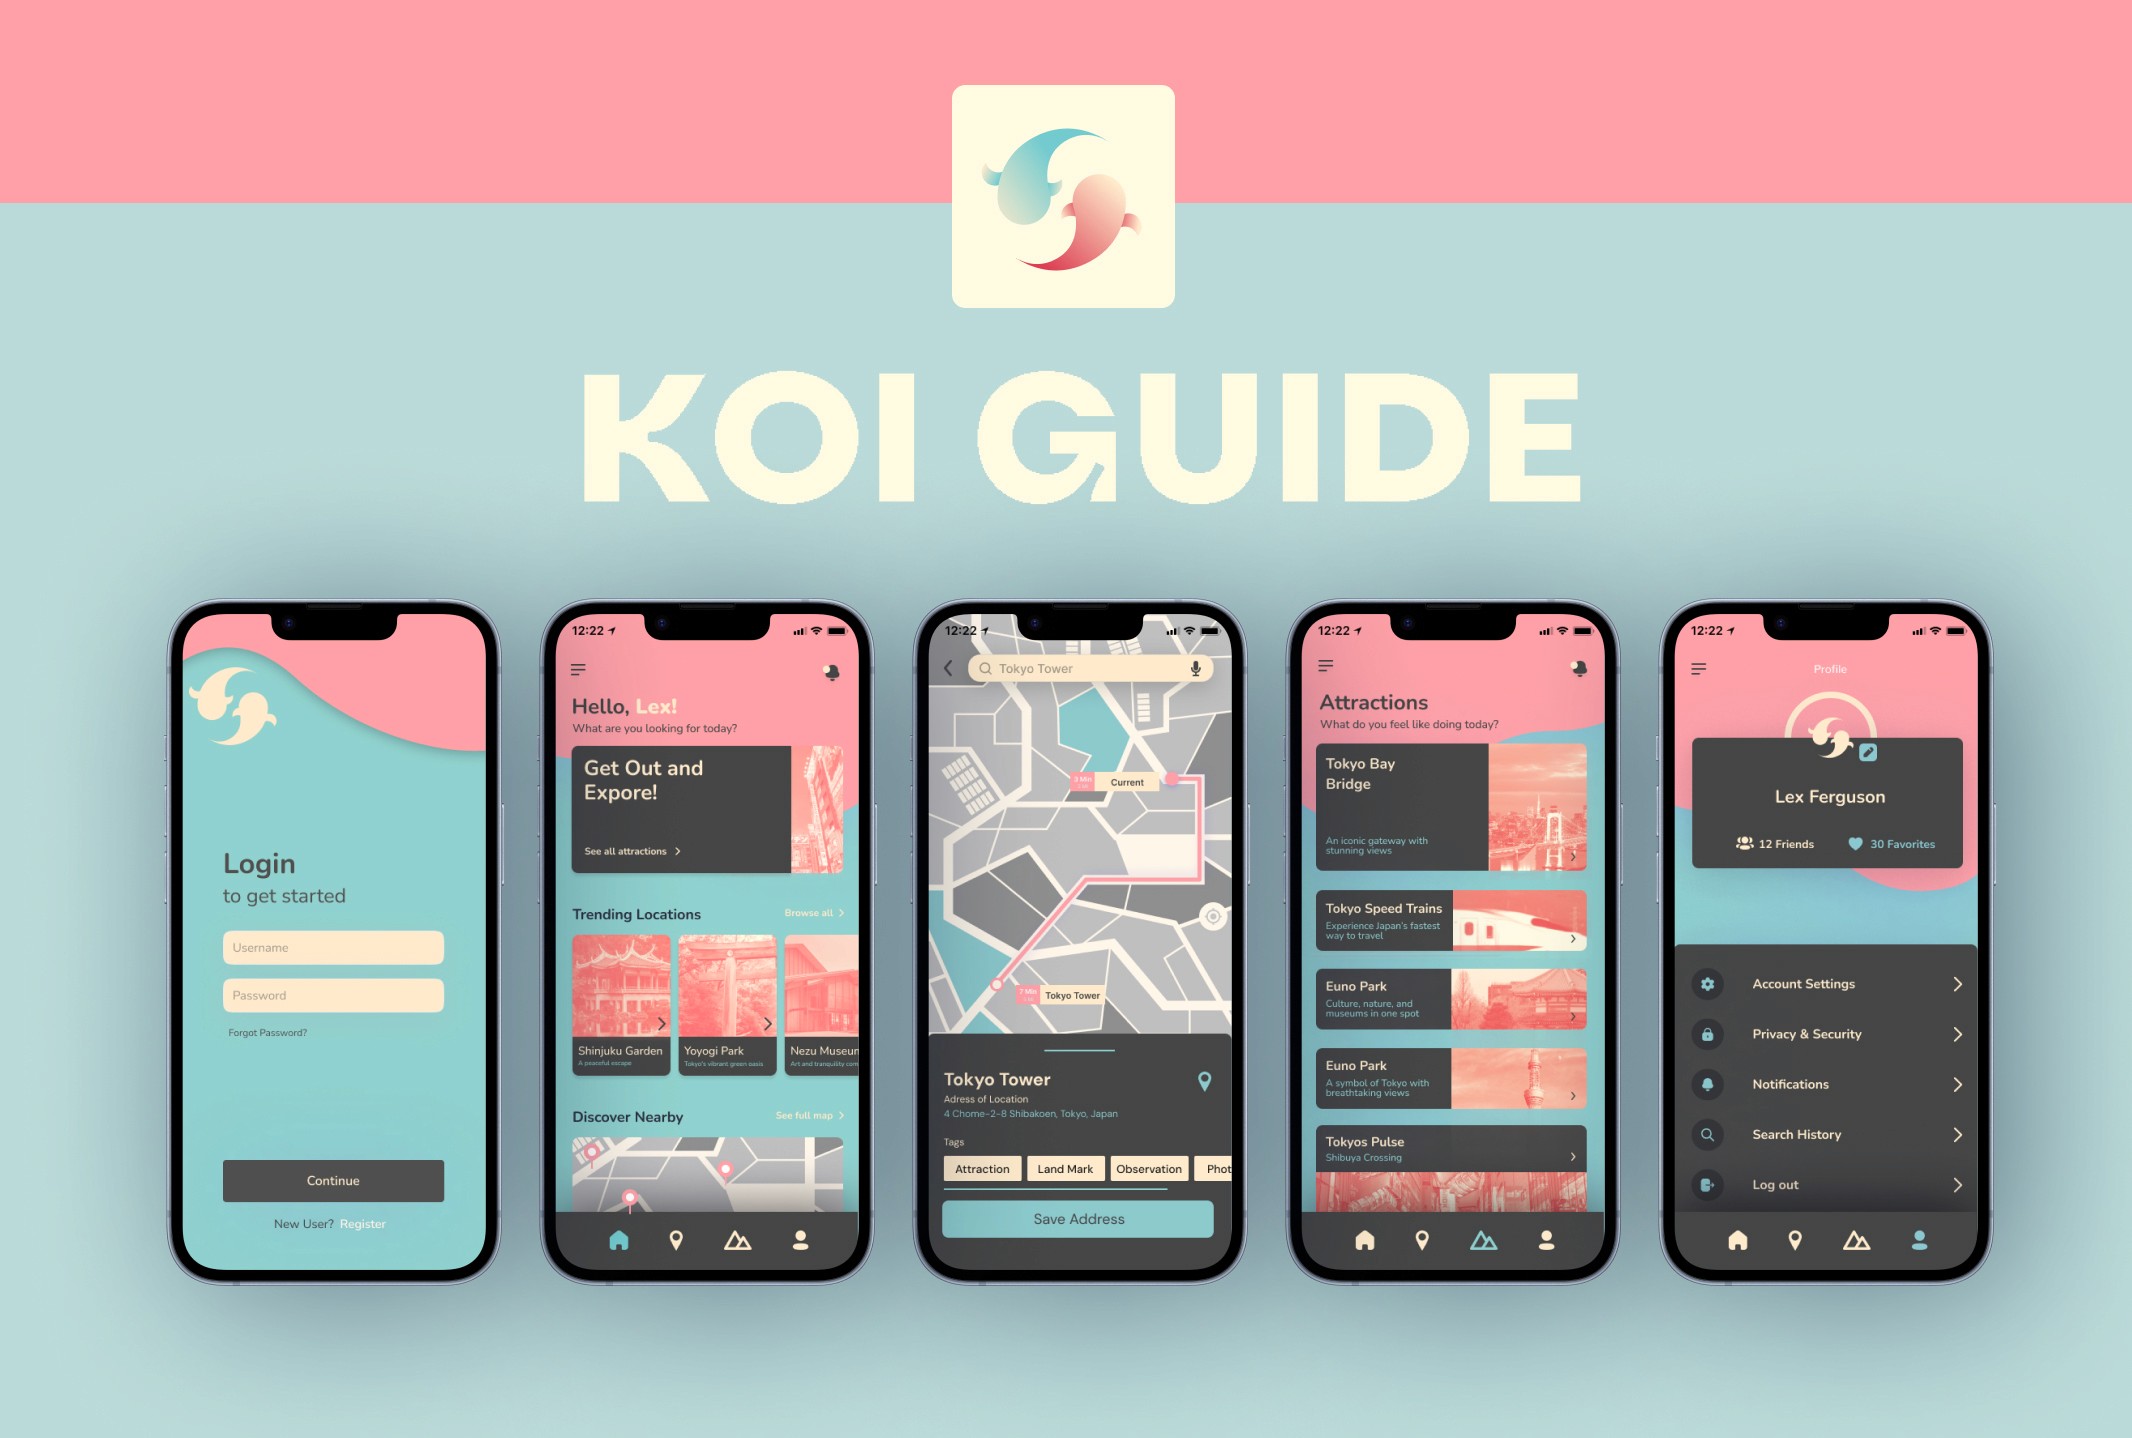 KOI GUIDE
Login
to get started
Username
Password
Forgot Password?
Continue
New User? Register
12:22
Hello, Lex!
What are you looking for today?
Get Out and
Expore!
See all attractions
Trending Locations
Browse all
Shinjuku Garden
A peaceful escape
Yoyogi Park
Tokyo's vibrant green oasis
Nezu Museum
Art and tranquility com
Discover Nearby
See full map
12:22
Tokyo Tower
3 Min
Current
7 Min
Tokyo Tower
Tokyo Tower
Adress of Location
4 Chome-2-8 Shibakoen, Tokyo, Japan
Tags
Attraction
Land Mark
Observation
Phot
Save Address
12:22
Attractions
What do you feel like doing today?
Tokyo Bay
Bridge
An iconic gateway with
stunning views
Tokyo Speed Trains
Experience Japan's fastest
way to travel
Euno Park
Culture, nature, and
museums in one spot
Euno Park
A symbol of Tokyo with
breathtaking views
Tokyos Pulse
Shibuya Crossing
12:22
Profile
Lex Ferguson
12 Friends
30 Favorites
Account Settings
Privacy & Security
Notifications
Search History
Log out